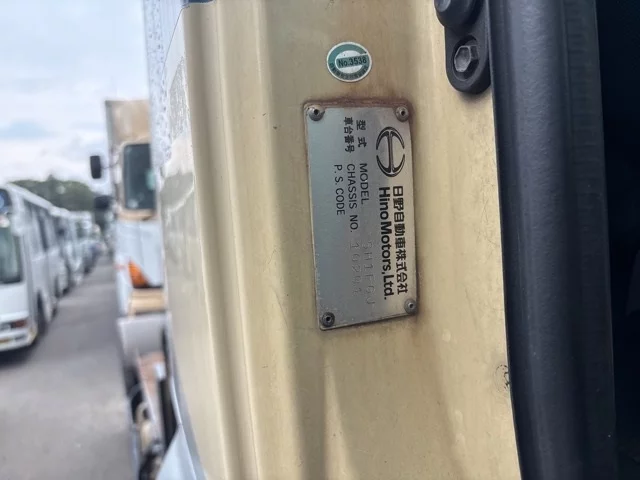 No.3538
日野自動車株式会社
Hino Motors, Ltd.
型式 MODEL
車台番号 CHASSIS NO.
P. S. CODE